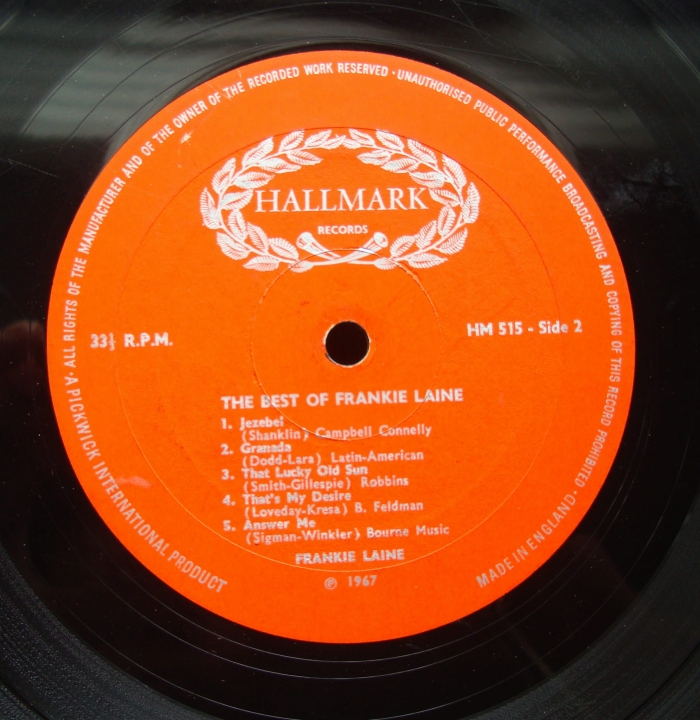 · ALL RIGHTS OF THE MANUFACTURER AND OF THE OWNER OF THE RECORDED WORK RESERVED · UNAUTHORISED PUBLIC PERFORMANCE BROADCASTING AND COPYING OF THIS RECORD PROHIBITED ·
HALLMARK
RECORDS
33⅓ R.P.M.
HM 515 - Side 2
THE BEST OF FRANKIE LAINE
1. Jezebel
(Shanklin) Campbell Connelly
2. Granada
(Dodd-Lara) Latin-American
3. That Lucky Old Sun
(Smith-Gillespie) Robbins
4. That's My Desire
(Loveday-Kresa) B. Feldman
5. Answer Me
(Sigman-Winkler) Bourne Music
FRANKIE LAINE
℗ 1967
A PICKWICK INTERNATIONAL PRODUCT
MADE IN ENGLAND